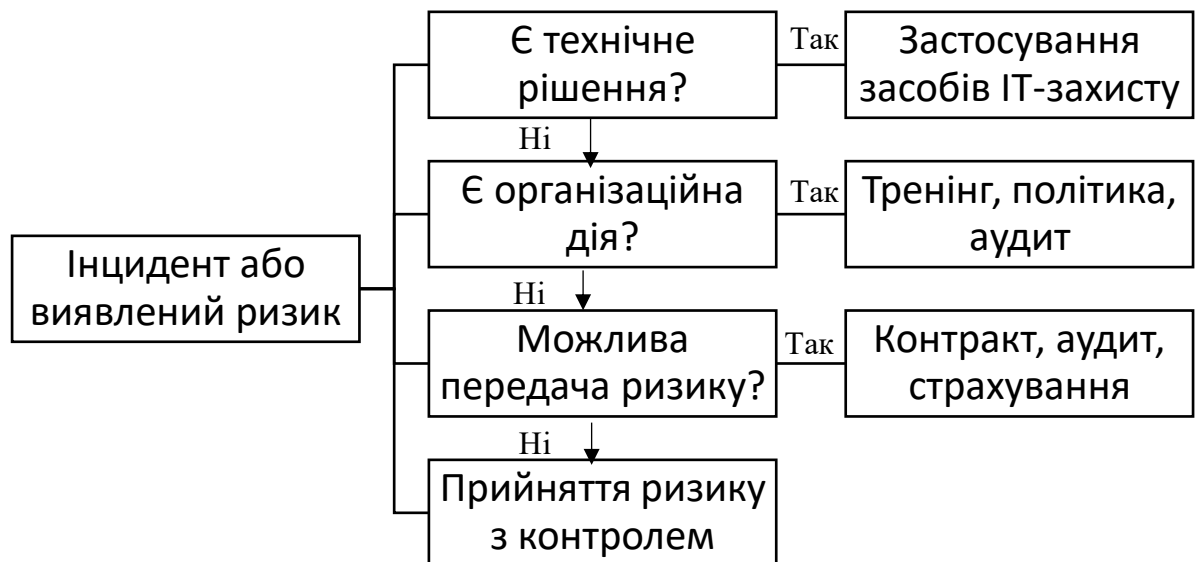 Є технічне
рішення?
Так
Застосування
засобів ІТ-захисту
Ні
Є організаційна
дія?
Так
Тренінг, політика,
аудит
Інцидент або
виявлений ризик
Ні
Можлива
передача ризику?
Так
Контракт, аудит,
страхування
Ні
Прийняття ризику
з контролем